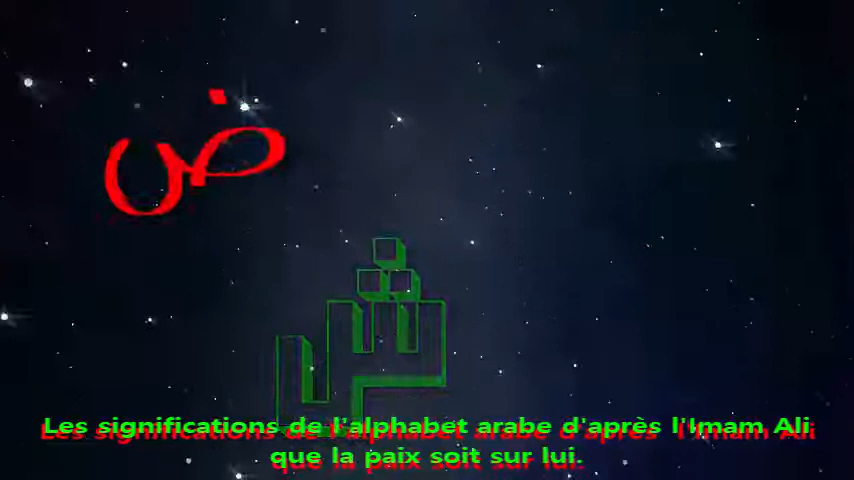 ض
ش
Les significations de l'alphabet arabe d'après l'Imam Ali
que la paix soit sur lui.